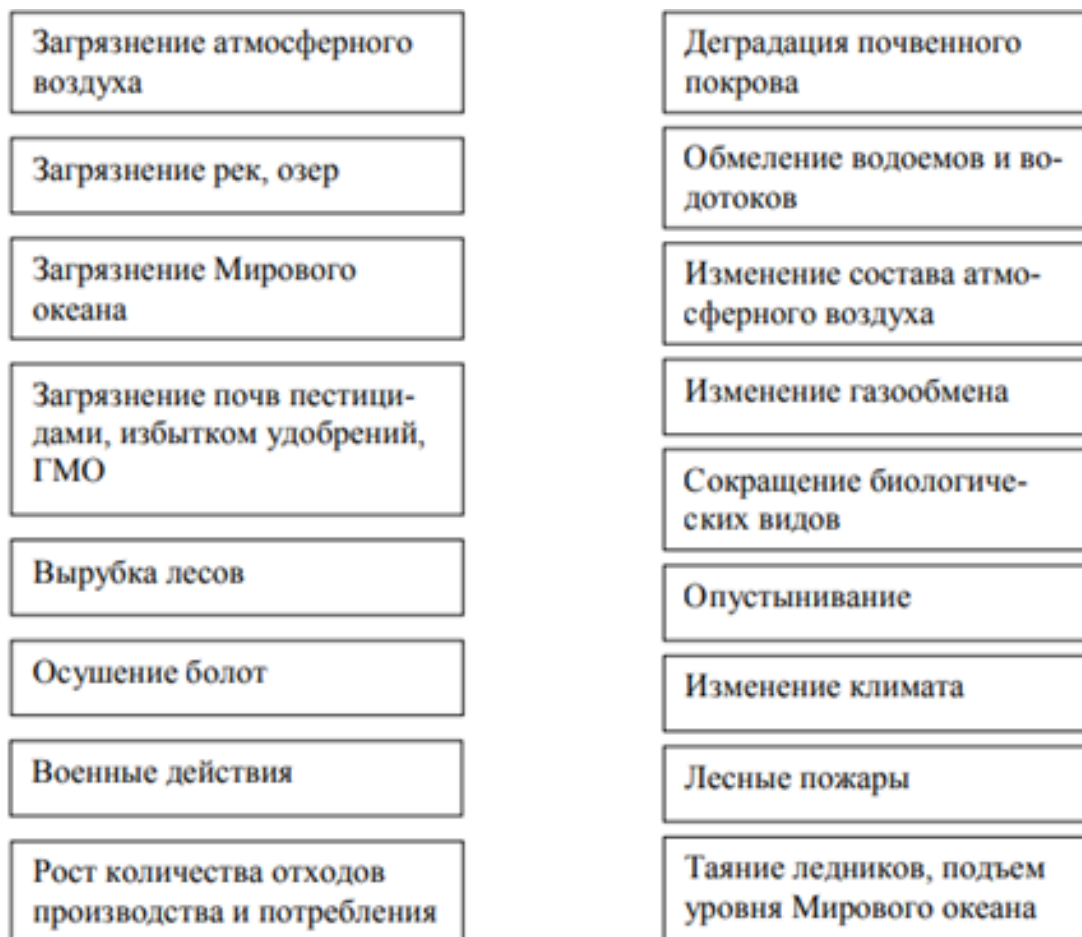 Загрязнение атмосферного
воздуха
Загрязнение рек, озер
Загрязнение Мирового
океана
Загрязнение почв пестици-
дами, избытком удобрений,
ГМО
Вырубка лесов
Осушение болот
Военные действия
Рост количества отходов
производства и потребления
Деградация почвенного
покрова
Обмеление водоемов и во-
дотоков
Изменение состава атмо-
сферного воздуха
Изменение газообмена
Сокращение биологиче-
ских видов
Опустынивание
Изменение климата
Лесные пожары
Таяние ледников, подъем
уровня Мирового океана